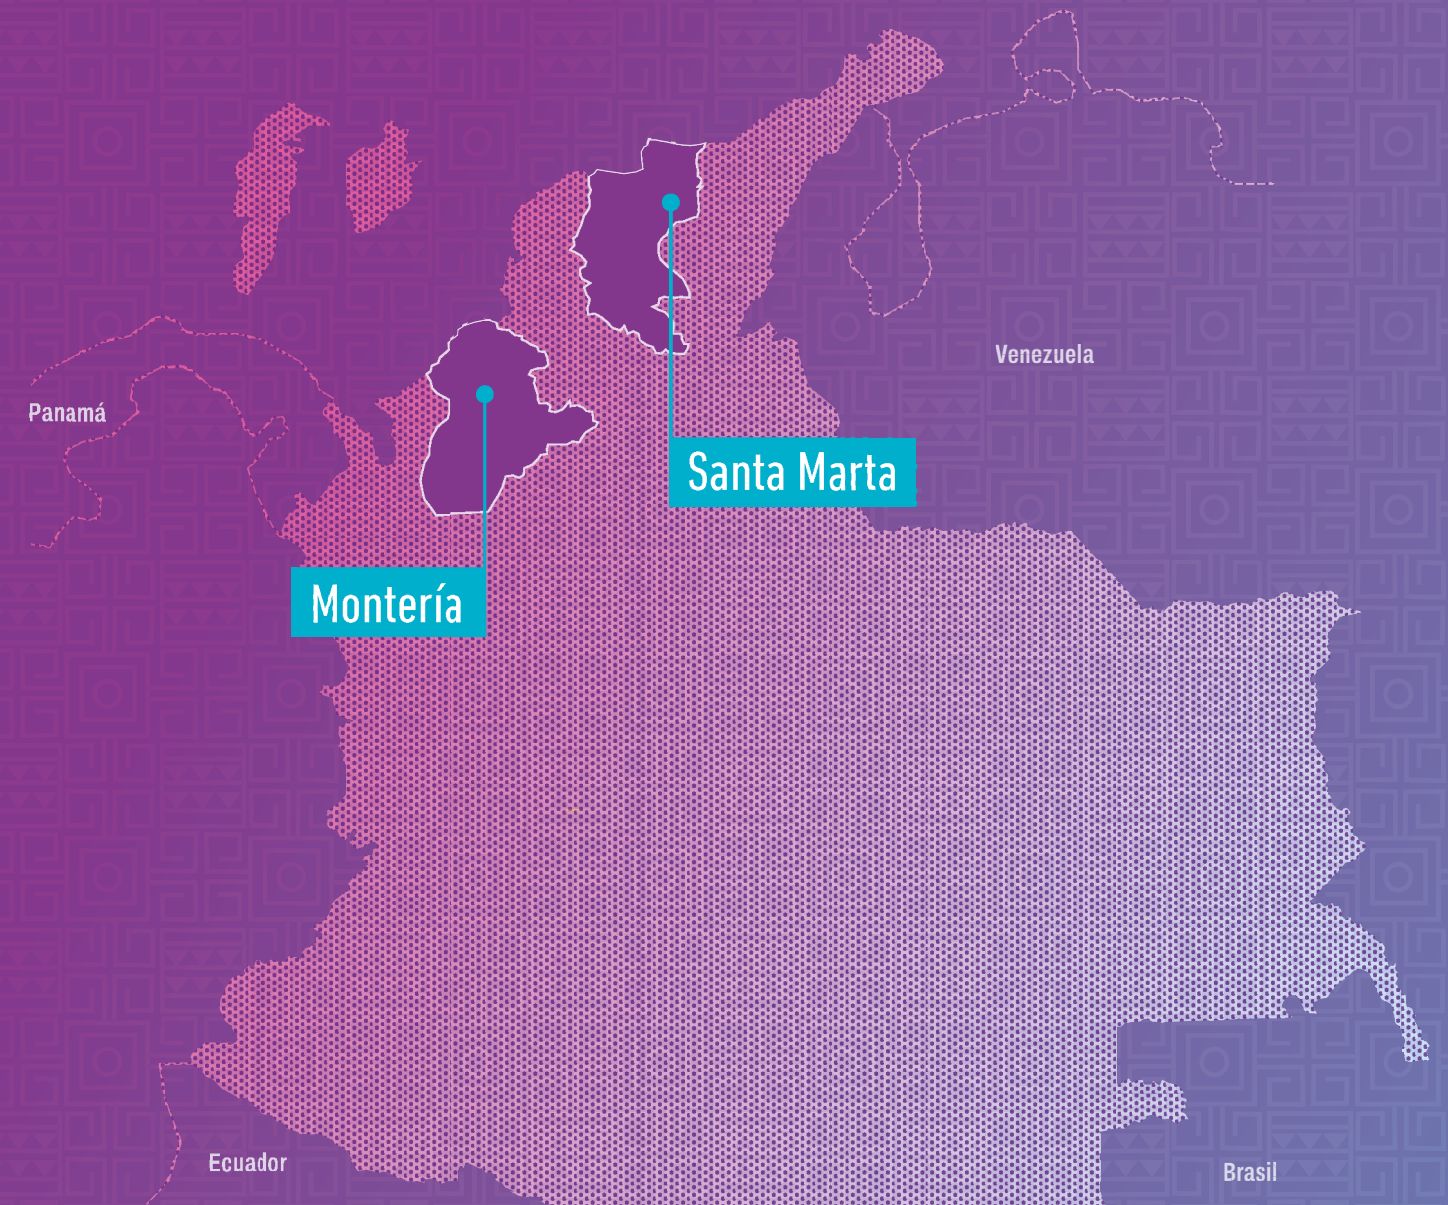 Venezuela
Panamá
Santa Marta
Montería
Ecuador
Brasil